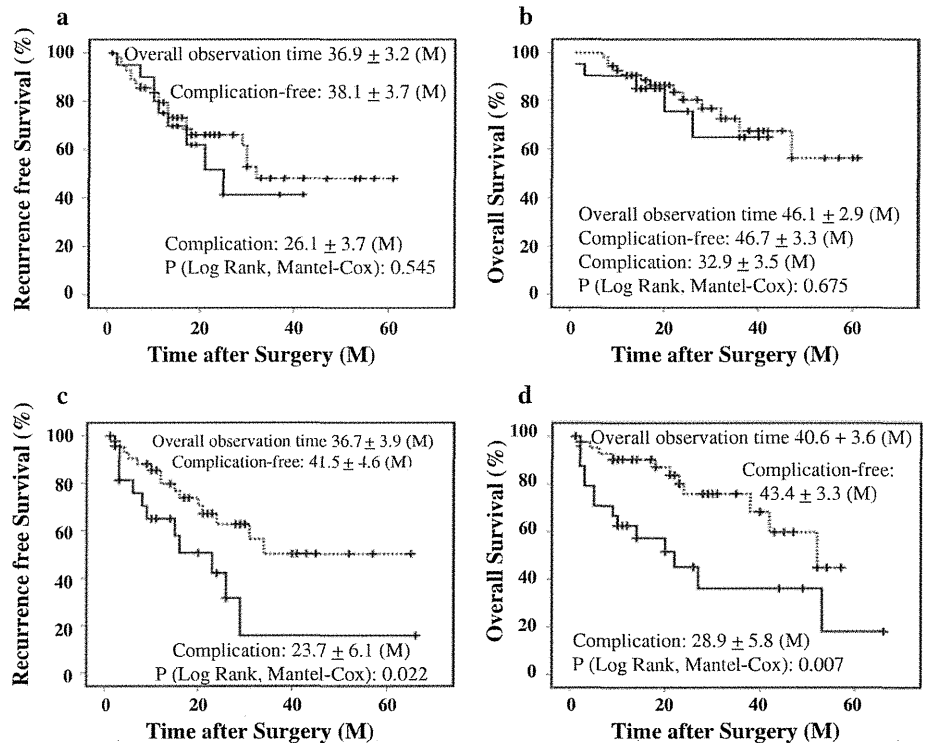 a
Recurrence free Survival (%)
100
80
60
40
20
0
Overall observation time 36.9 ± 3.2 (M)
Complication-free: 38.1 ± 3.7 (M)
Complication: 26.1 ± 3.7 (M)
P (Log Rank, Mantel-Cox): 0.545
0 20 40 60
Time after Surgery (M)
b
Overall Survival (%)
100
80
60
40
20
0
Overall observation time 46.1 ± 2.9 (M)
Complication-free: 46.7 ± 3.3 (M)
Complication: 32.9 ± 3.5 (M)
P (Log Rank, Mantel-Cox): 0.675
0 20 40 60
Time after Surgery (M)
c
Recurrence free Survival (%)
100
80
60
40
20
0
Overall observation time 36.7 ± 3.9 (M)
Complication-free: 41.5 ± 4.6 (M)
Complication: 23.7 ± 6.1 (M)
P (Log Rank, Mantel-Cox): 0.022
0 20 40 60
Time after Surgery (M)
d
Overall Survival (%)
100
80
60
40
20
0
Overall observation time 40.6 + 3.6 (M)
Complication-free:
43.4 ± 3.3 (M)
Complication: 28.9 ± 5.8 (M)
P (Log Rank, Mantel-Cox): 0.007
0 20 40 60
Time after Surgery (M)